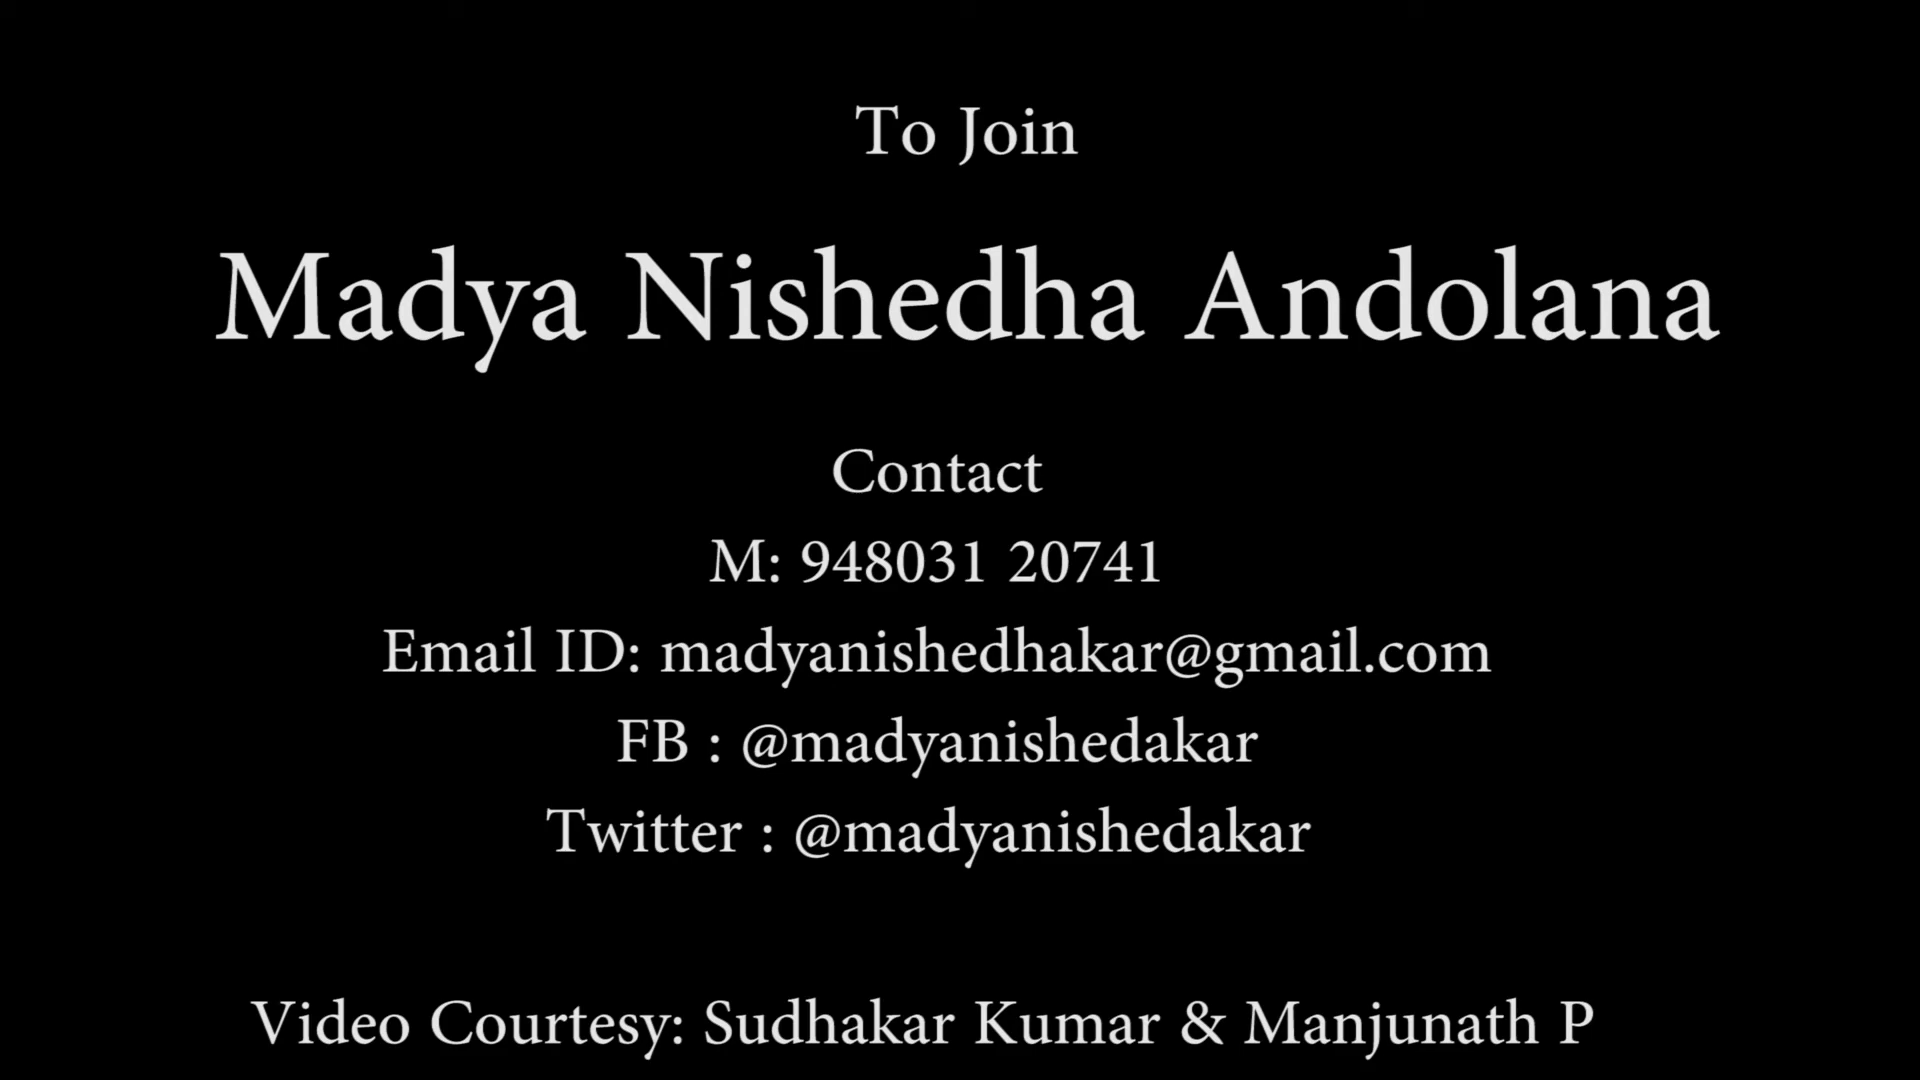 To Join
Madya Nishedha Andolana
Contact
M: 948031 20741
Email ID: madyanishedhakar@gmail.com
FB : @madyanishedakar
Twitter : @madyanishedakar
Video Courtesy: Sudhakar Kumar & Manjunath P